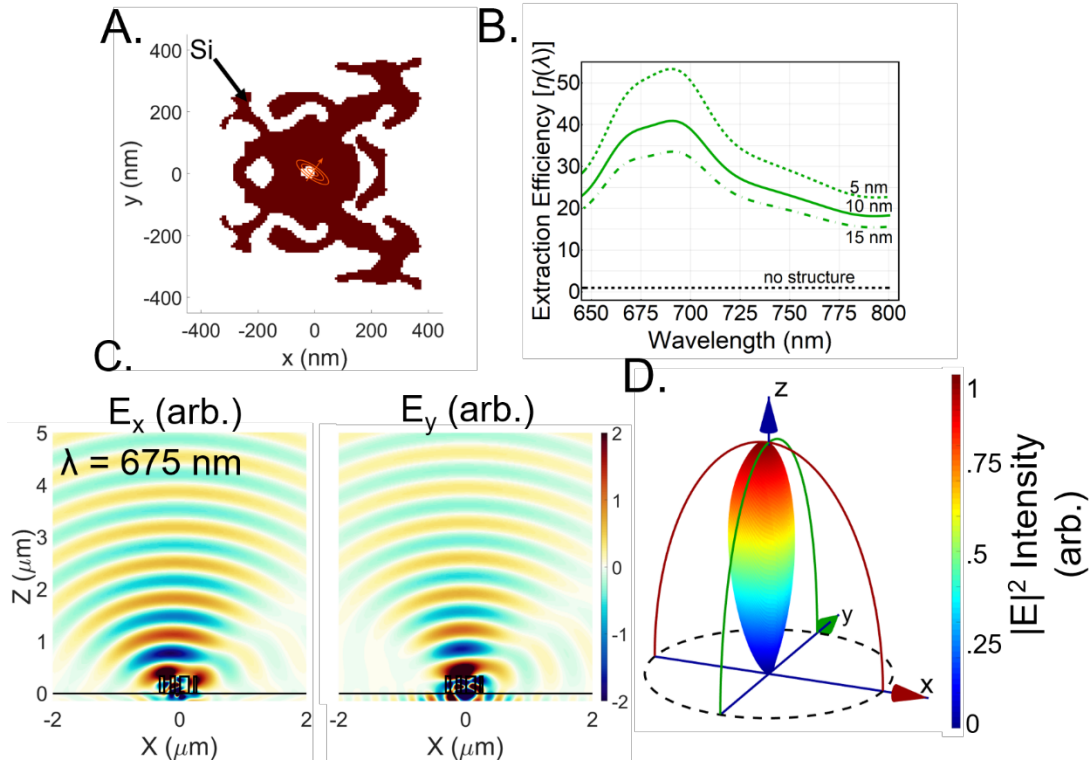 A.
Si
400
200
0
-200
-400
y (nm)
-400 -200 0 200 400
x (nm)
B.
Extraction Efficiency [η(λ)]
50
40
30
20
10
0
5 nm
10 nm
15 nm
no structure
650 675 700 725 750 775 800
Wavelength (nm)
C.
E_x (arb.)
λ = 675 nm
Z (μm)
5
4
3
2
1
0
-2 0 2
X (μm)
E_y (arb.)
2
1
0
-1
-2
-2 0 2
X (μm)
D.
z
y
x
1
.75
.5
.25
0
|E|² Intensity
(arb.)